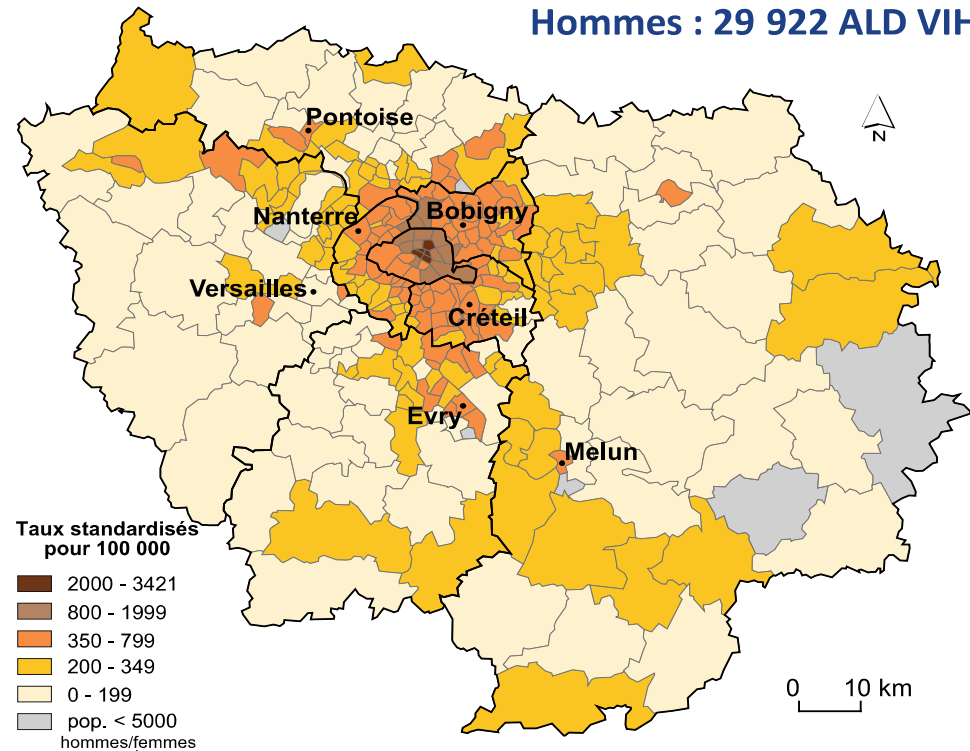 Hommes : 29 922 ALD VIH
N
Pontoise
Nanterre
Bobigny
Versailles
Créteil
Evry
Melun
Taux standardisés
pour 100 000
2000 - 3421
800 - 1999
350 - 799
200 - 349
0 - 199
pop. < 5000
hommes/femmes
0 10 km